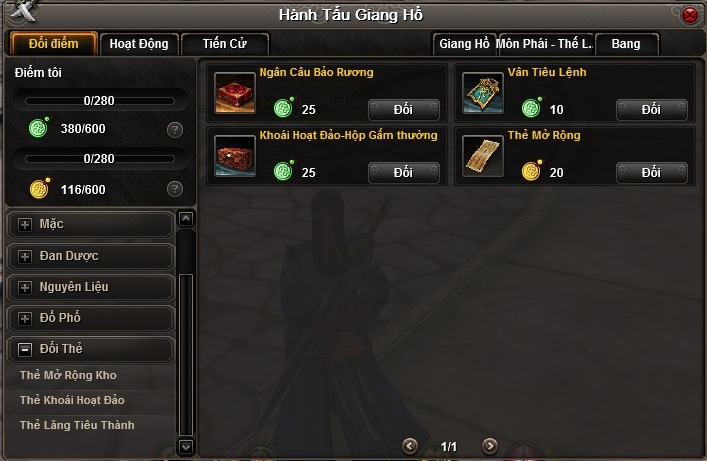 Hành Tẩu Giang Hồ
Đổi điểm Hoạt Động Tiến Cử Giang Hồ Môn Phái - Thế L.. Bang
Điểm tôi
0/280
380/600 ?
0/280
116/600 ?
Mặc
Đan Dược
Nguyên Liệu
Đồ Phổ
Đổi Thẻ
Thẻ Mở Rộng Kho
Thẻ Khoái Hoạt Đảo
Thẻ Lăng Tiêu Thành
Ngân Câu Bảo Rương
25 Đổi
Vân Tiêu Lệnh
10 Đổi
Khoái Hoạt Đảo-Hộp Gấm thường
25 Đổi
Thẻ Mở Rộng
20 Đổi
1/1